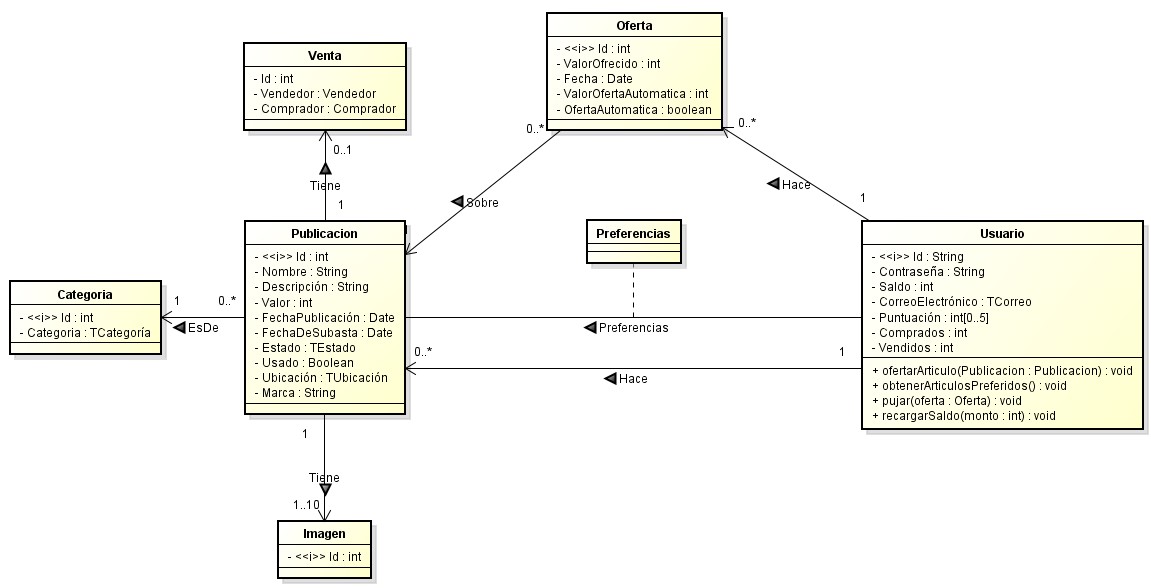 Oferta
- <<i>> Id : int
- ValorOfrecido : int
- Fecha : Date
- ValorOfertaAutomatica : int
- OfertaAutomatica : boolean
Venta
- Id : int
- Vendedor : Vendedor
- Comprador : Comprador
0..*
0..*
0..1
Tiene
1
Sobre
Hace
1
Publicacion
- <<i>> Id : int
- Nombre : String
- Descripción : String
- Valor : int
- FechaPublicación : Date
- FechaDeSubasta : Date
- Estado : TEstado
- Usado : Boolean
- Ubicación : TUbicación
- Marca : String
1
Preferencias
Usuario
- <<i>> Id : String
- Contraseña : String
- Saldo : int
- CorreoElectrónico : TCorreo
- Puntuación : int[0..5]
- Comprados : int
- Vendidos : int
+ ofertarArticulo(Publicacion : Publicacion) : void
+ obtenerArticulosPreferidos() : void
+ pujar(oferta : Oferta) : void
+ recargarSaldo(monto : int) : void
Categoria
- <<i>> Id : int
- Categoria : TCategoría
1
0..*
EsDe
Preferencias
0..*
1
Hace
1
Tiene
1..10
Imagen
- <<i>> Id : int